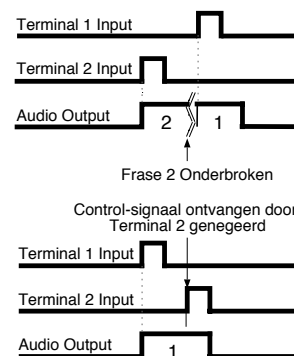 Terminal 1 Input
Terminal 2 Input
Audio Output
2
1
Frase 2 Onderbroken
Control-signaal ontvangen door
Terminal 2 genegeerd
Terminal 1 Input
Terminal 2 Input
Audio Output
1